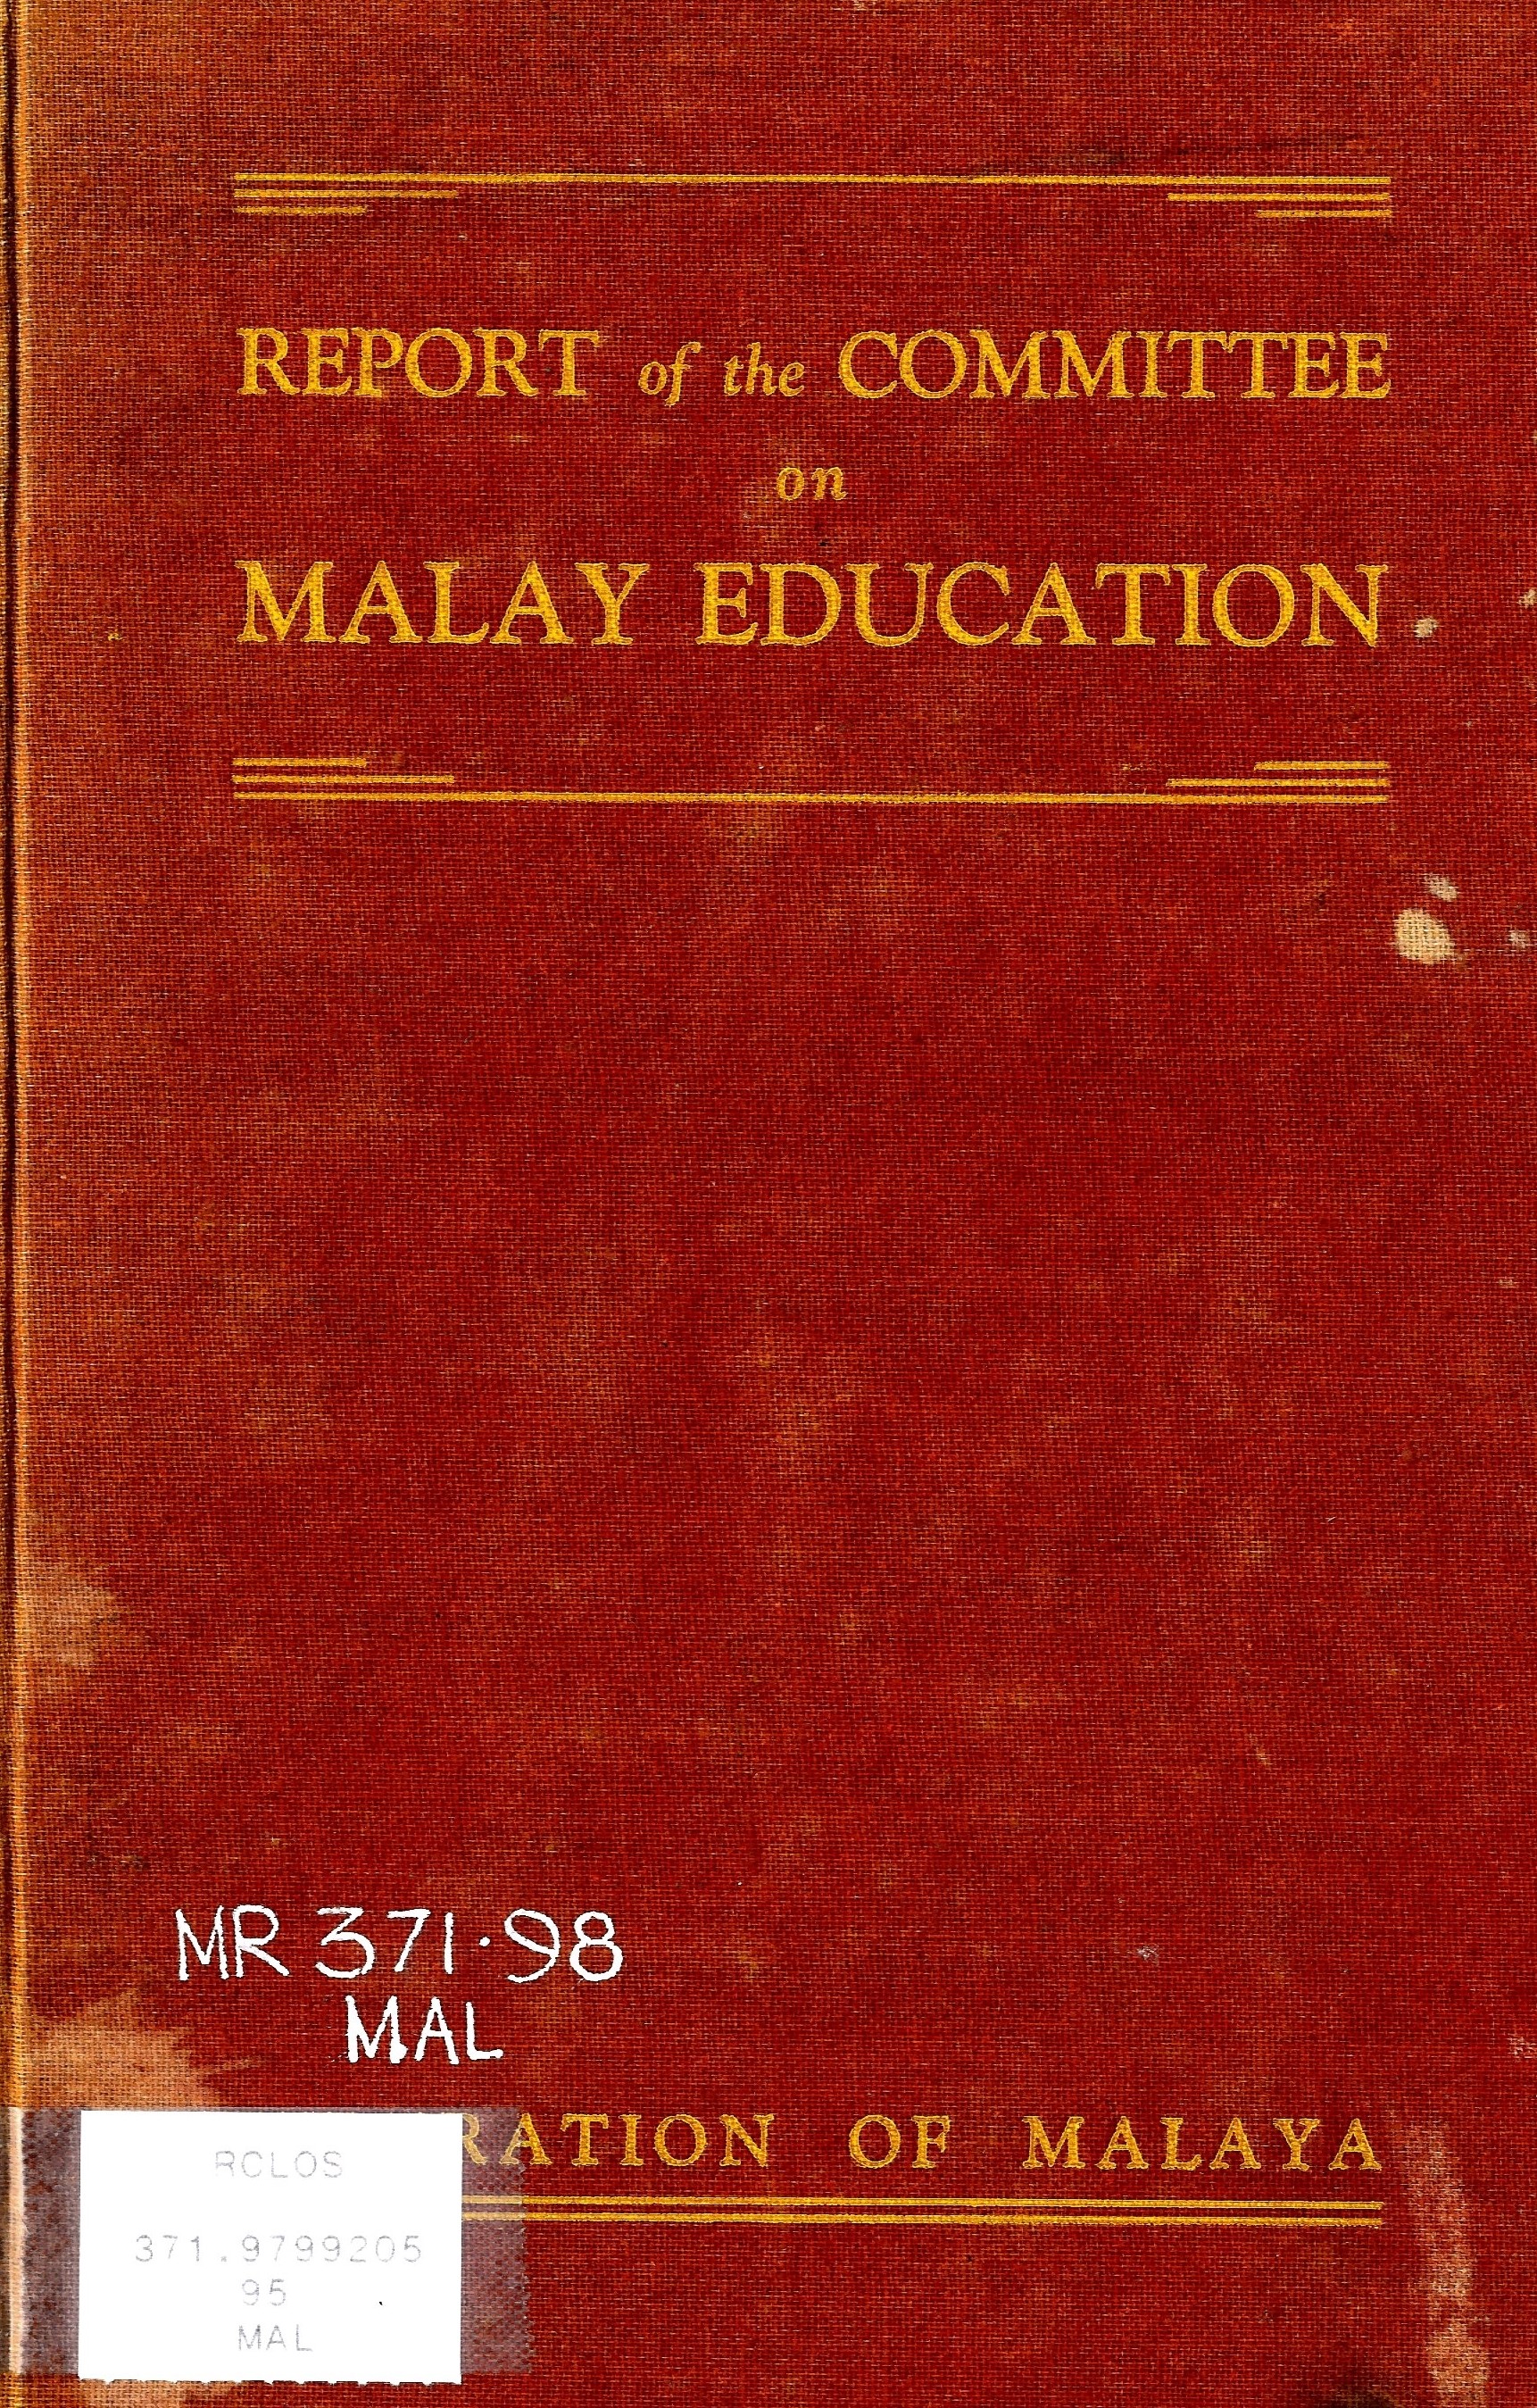 REPORT of the COMMITTEE
on
MALAY EDUCATION
MR 371.98
MAL
RATION OF MALAYA
RCLOS
371.9799205
95
MAL